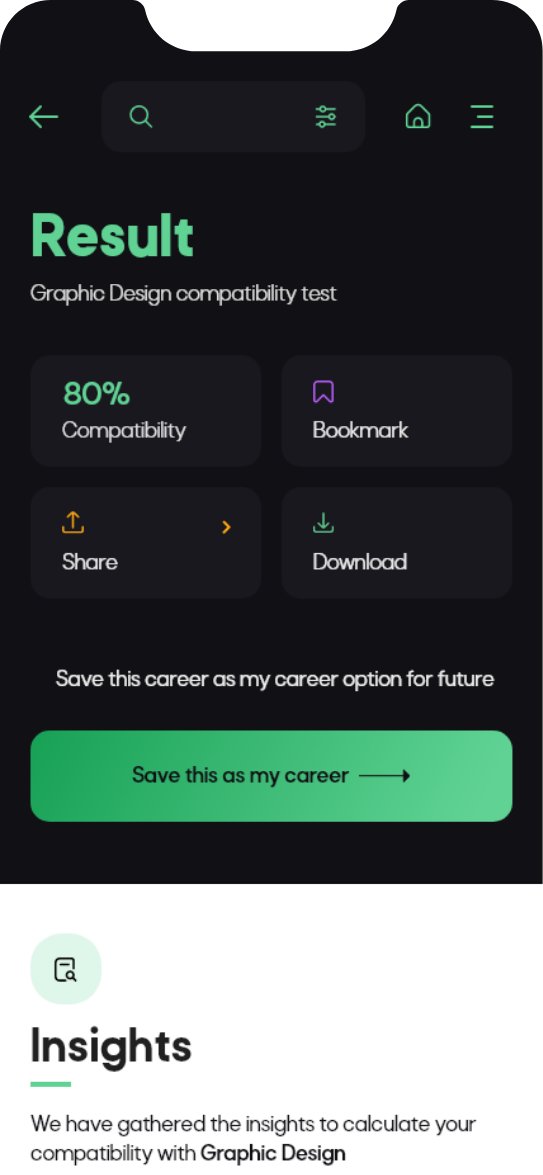 Result
Graphic Design compatibility test
80%
Compatibility
Bookmark
Share
Download
Save this career as my career option for future
Save this as my career
Insights
We have gathered the insights to calculate your
compatibility with Graphic Design